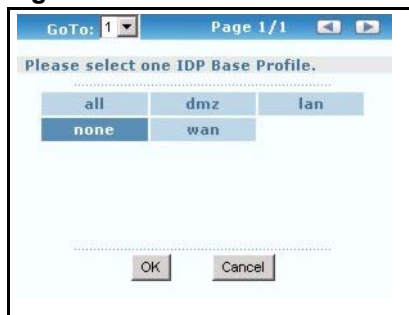 GoTo: 1 Page 1/1
Please select one IDP Base Profile.
all dmz lan
none wan
OK Cancel